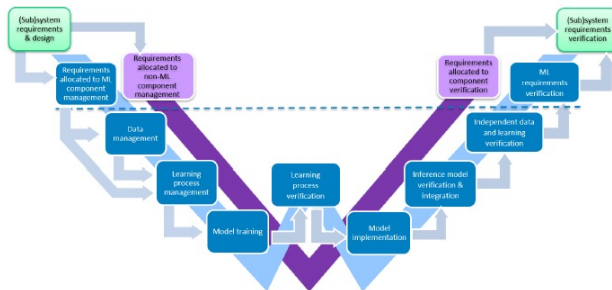 (Sub)system
requirements
& design
(Sub)system
requirements
verification
Requirements
allocated to ML
component
management
Requirements
allocated to
non-ML
component
management
Requirements
allocated to
component
verification
ML
requirements
verification
Data
management
Independent data
and learning
verification
Learning
process
management
Learning
process
verification
Inference model
verification &
integration
Model training
Model
implementation